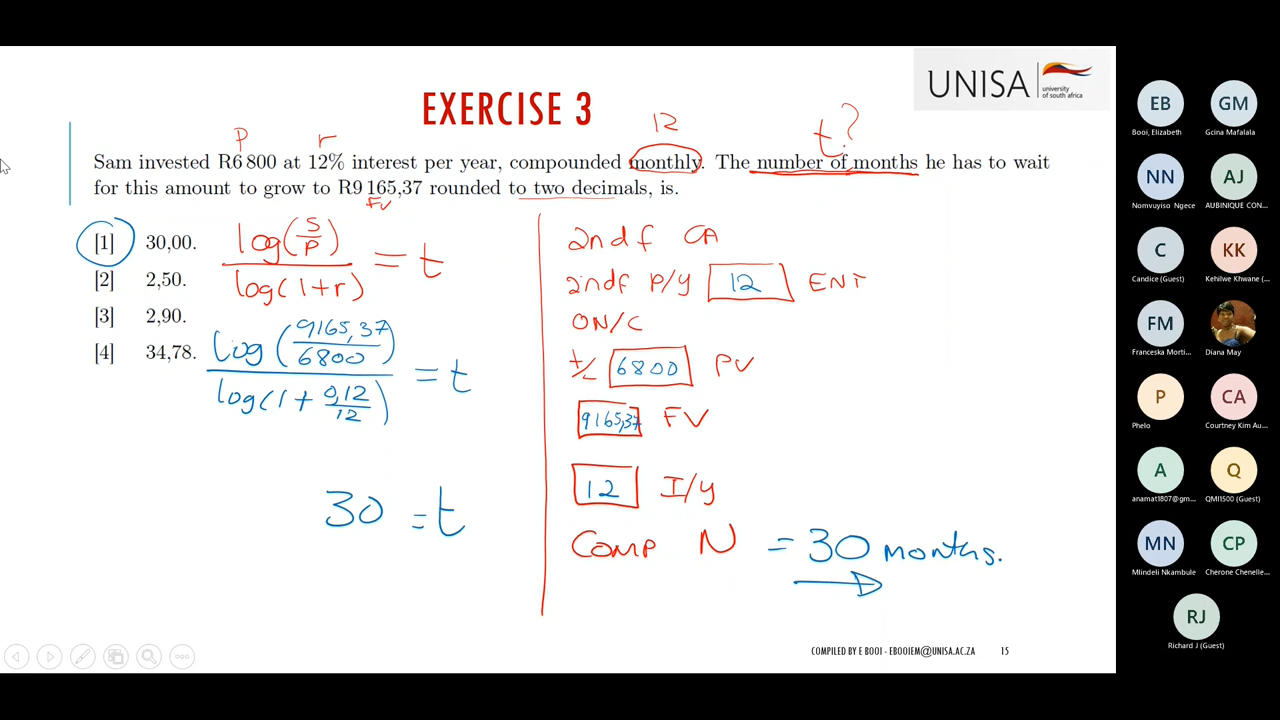 UNISA
university
of south africa
EXERCISE 3
12
t?
P r
Sam invested R6 800 at 12% interest per year, compounded monthly. The number of months he has to wait
for this amount to grow to R9 165,37 rounded to two decimals, is.
FV
[1] 30,00.
[2] 2,50.
[3] 2,90.
[4] 34,78.
log(S/P)
log(1+r)
= t
log(9165,37/6800)
log(1+0,12/12)
= t
30 = t
2ndf CA
2ndf P/y 12 ENT
ON/C
+/- 6800 PV
9165,37 FV
12 I/y
Comp N = 30 months.
COMPILED BY E BOOI - EBOOIEM@UNISA.AC.ZA 15
EB
Booi, Elizabeth
GM
Gcina Mafalala
NN
Nomvuyiso Ngece
AJ
AUBINIQUE CON...
C
Candice (Guest)
KK
Kehilwe Khwane (...
FM
Franceska Morti...
Diana May
P
Phelo
CA
Courtney Kim Au...
A
anamat1807@gm...
Q
QMI1500 (Guest)
MN
Mlindeli Nkambule
CP
Cherone Chenelle...
RJ
Richard J (Guest)